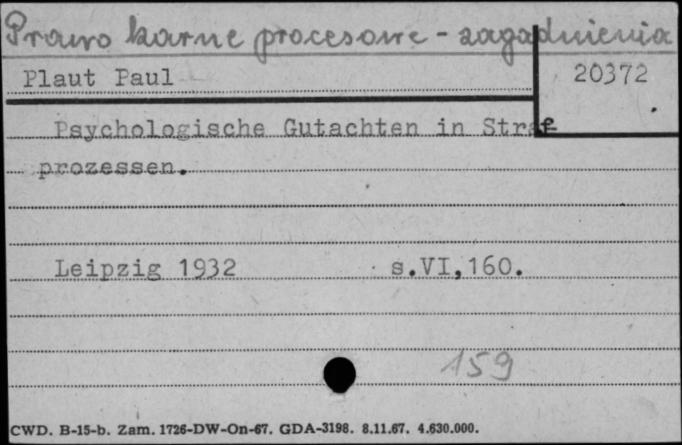 Prawo karne procesowe - zagadnienia
Plaut Paul
20372
Psychologische Gutachten in Straf-
prozessen.
Leipzig 1932 s.VI,160.
159
CWD. B-15-b. Zam. 1726-DW-On-67. GDA-3198. 8.11.67. 4.630.000.